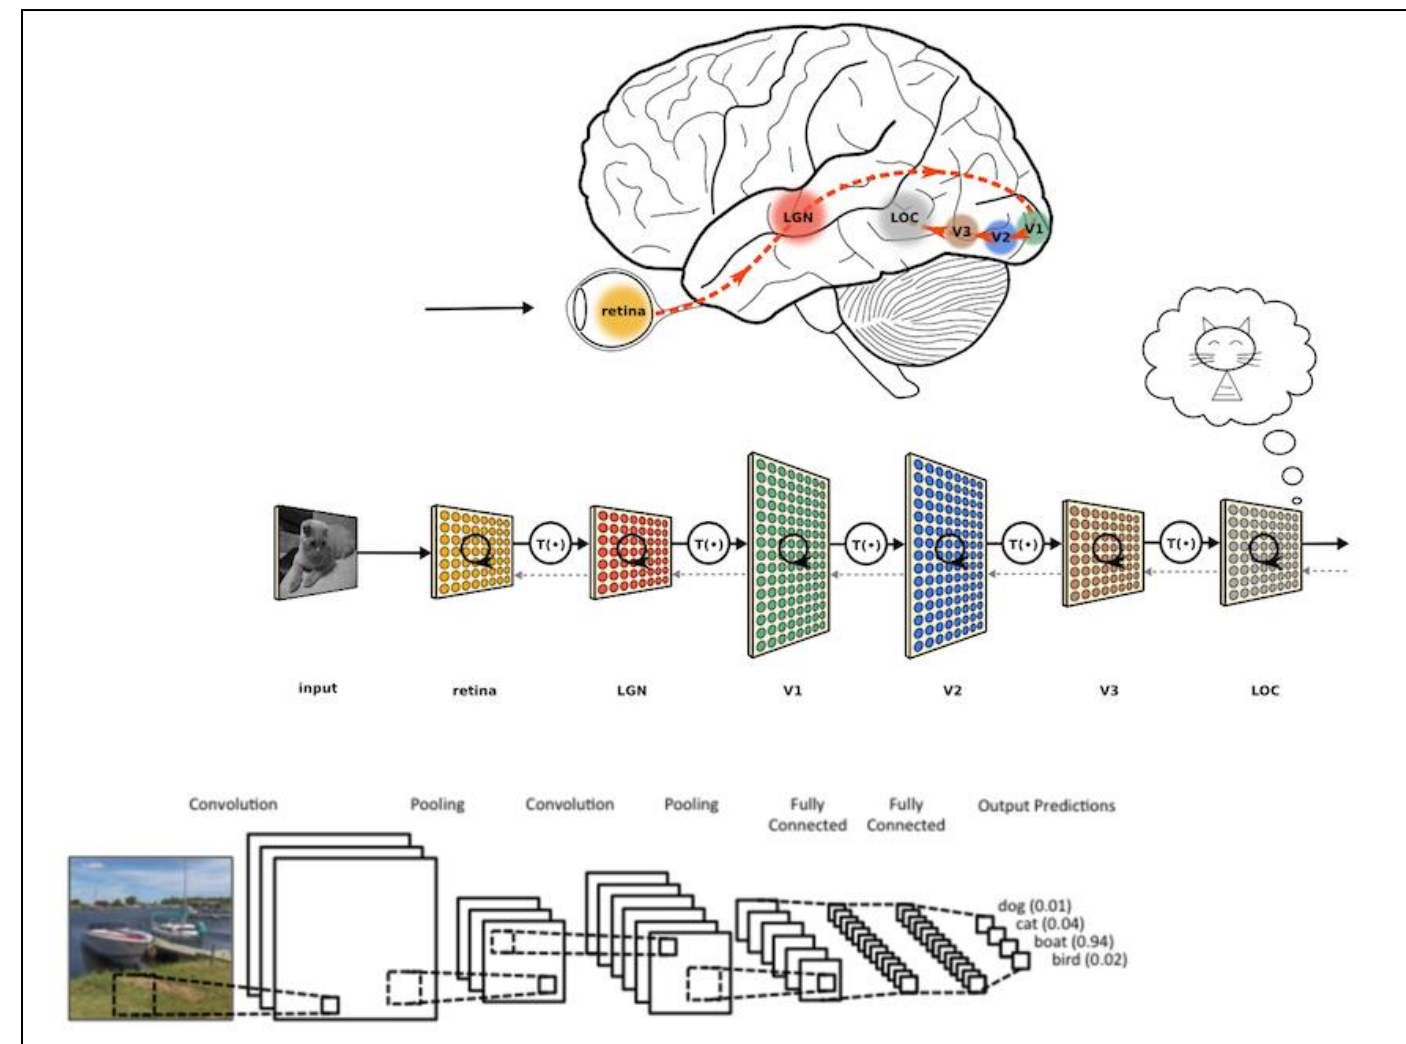 LGN
LOC
V3
V2
V1
retina
T(•)
T(•)
T(•)
T(•)
T(•)
input
retina
LGN
V1
V2
V3
LOC
Convolution
Pooling
Convolution
Pooling
Fully
Connected
Fully
Connected
Output Predictions
dog (0.01)
cat (0.04)
boat (0.94)
bird (0.02)